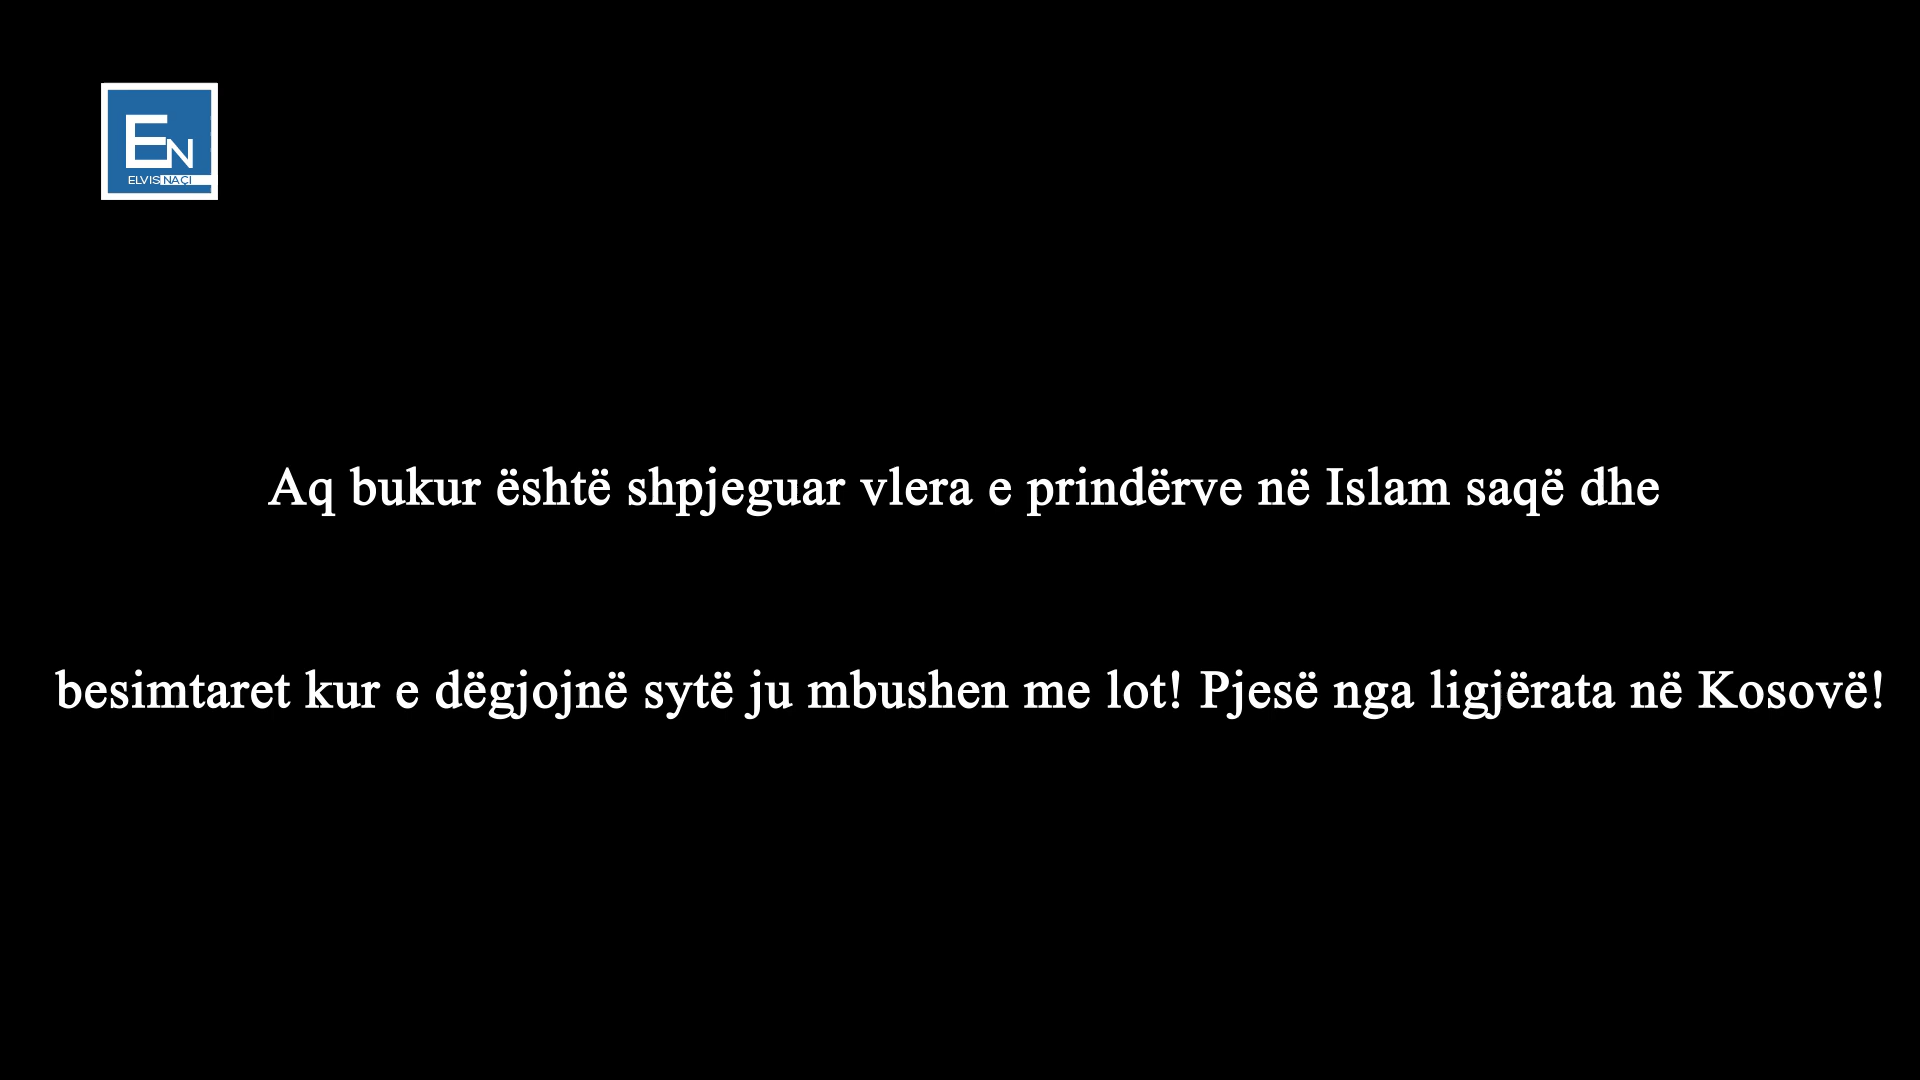 EN
ELVIS NAÇI
Aq bukur është shpjeguar vlera e prindërve në Islam saqë dhe
besimtaret kur e dëgjojnë sytë ju mbushen me lot! Pjesë nga ligjërata në Kosovë!